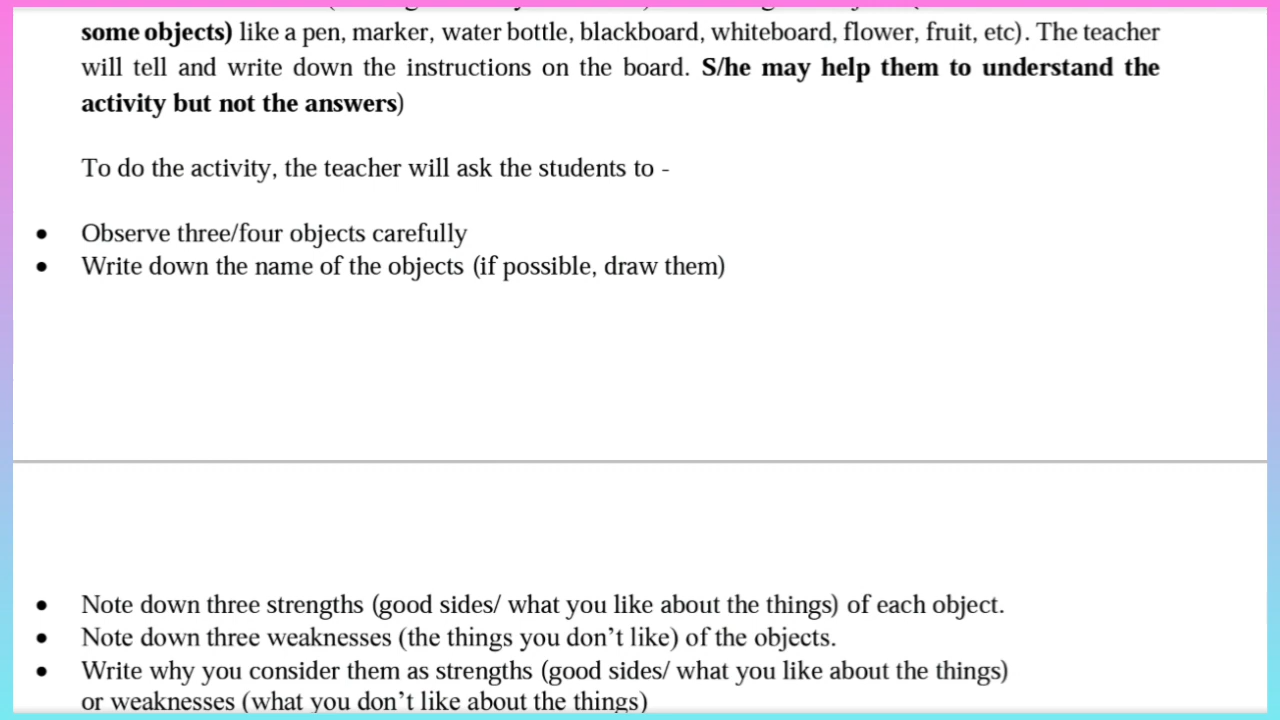 some objects) like a pen, marker, water bottle, blackboard, whiteboard, flower, fruit, etc). The teacher
will tell and write down the instructions on the board. S/he may help them to understand the
activity but not the answers)
To do the activity, the teacher will ask the students to -
• Observe three/four objects carefully
• Write down the name of the objects (if possible, draw them)
• Note down three strengths (good sides/ what you like about the things) of each object.
• Note down three weaknesses (the things you don’t like) of the objects.
• Write why you consider them as strengths (good sides/ what you like about the things)
or weaknesses (what you don’t like about the things)